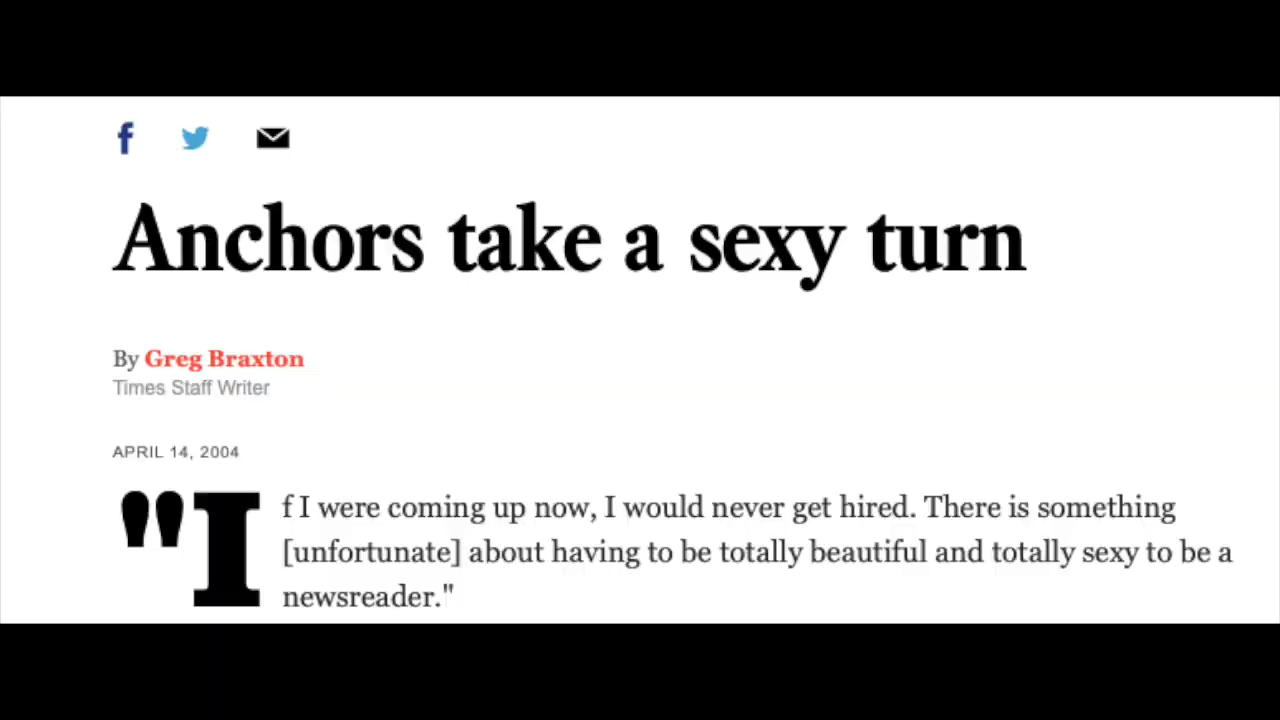 Anchors take a sexy turn
By Greg Braxton
Times Staff Writer
APRIL 14, 2004
"If I were coming up now, I would never get hired. There is something
[unfortunate] about having to be totally beautiful and totally sexy to be a
newsreader."